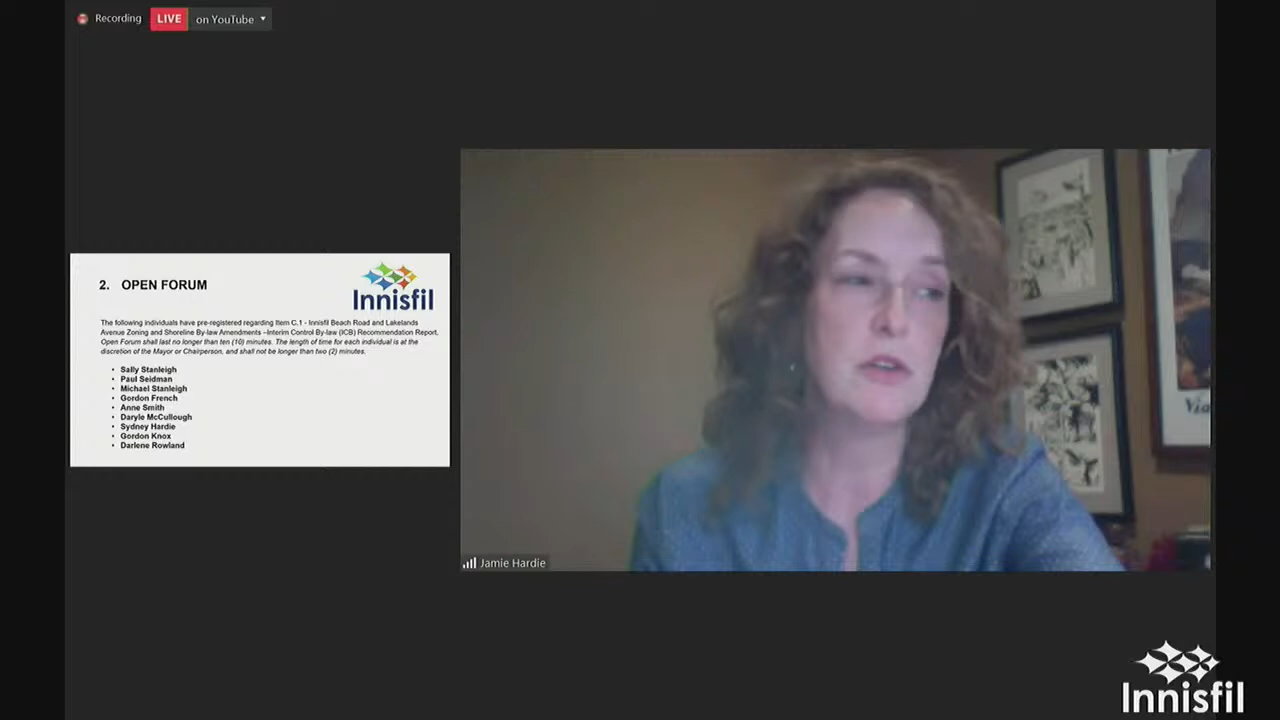 Recording
LIVE
on YouTube
2. OPEN FORUM
Innisfil
The following individuals have pre-registered regarding Item C.1 - Innisfil Beach Road and Lakelands
Avenue Zoning and Shoreline By-law Amendments –Interim Control By-law (ICB) Recommendation Report.
Open Forum shall last no longer than ten (10) minutes. The length of time for each individual is at the
discretion of the Mayor or Chairperson, and shall not be longer than two (2) minutes.
• Sally Stanleigh
• Paul Seidman
• Michael Stanleigh
• Gordon French
• Anne Smith
• Daryle McCullough
• Sydney Hardie
• Gordon Knox
• Darlene Rowland
Jamie Hardie
Innisfil